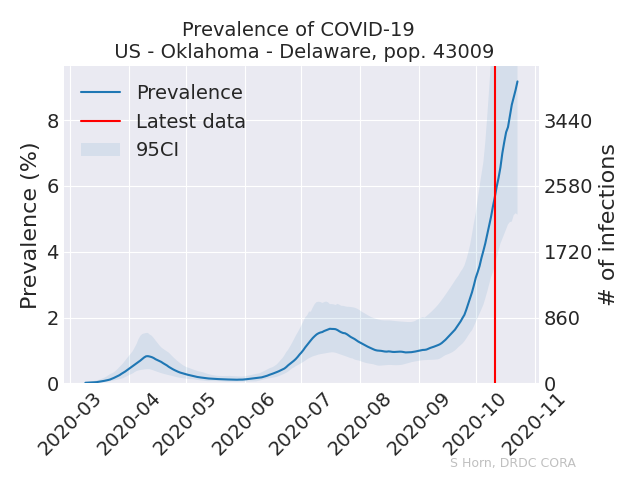 Prevalence of COVID-19
US - Oklahoma - Delaware, pop. 43009
Prevalence
Latest data
95CI
Prevalence (%)
8
6
4
2
0
3440
2580
1720
860
0
# of infections
2020-03
2020-04
2020-05
2020-06
2020-07
2020-08
2020-09
2020-10
2020-11
S Horn, DRDC CORA